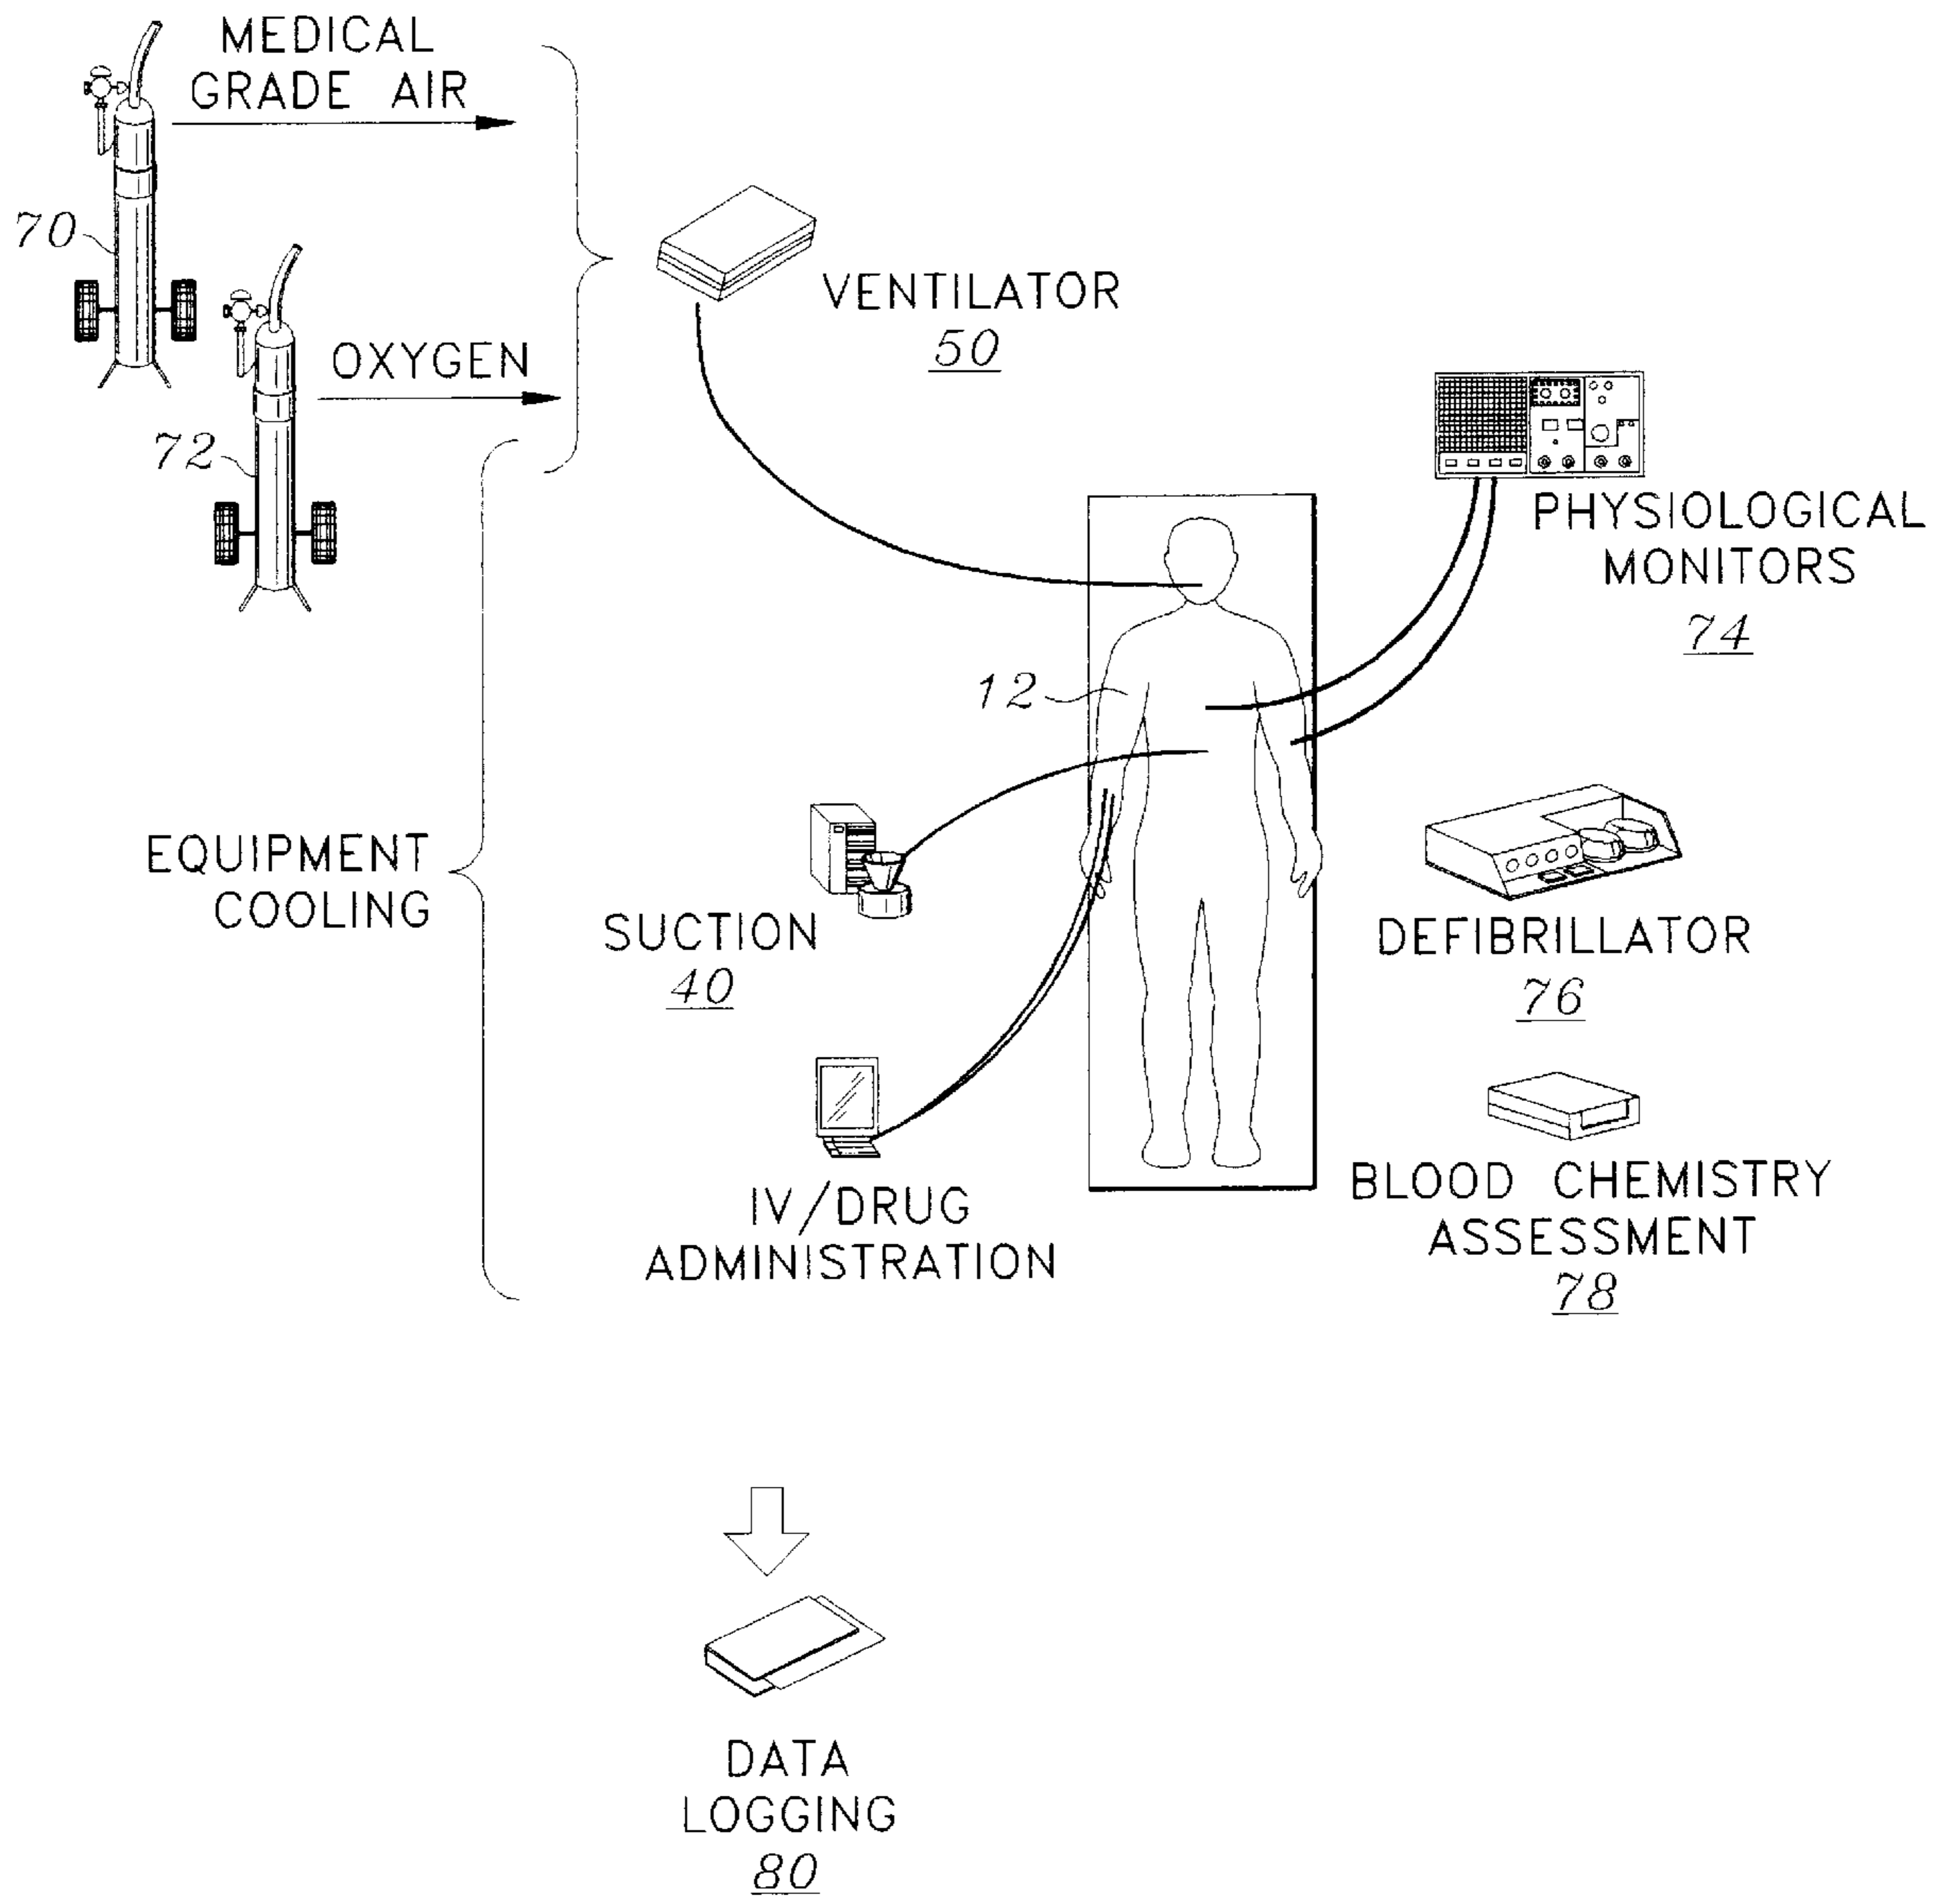 MEDICAL
GRADE AIR
70
OXYGEN
72
VENTILATOR
50
PHYSIOLOGICAL
MONITORS
74
12
EQUIPMENT
COOLING
SUCTION
40
DEFIBRILLATOR
76
IV/DRUG
ADMINISTRATION
BLOOD CHEMISTRY
ASSESSMENT
78
DATA
LOGGING
80